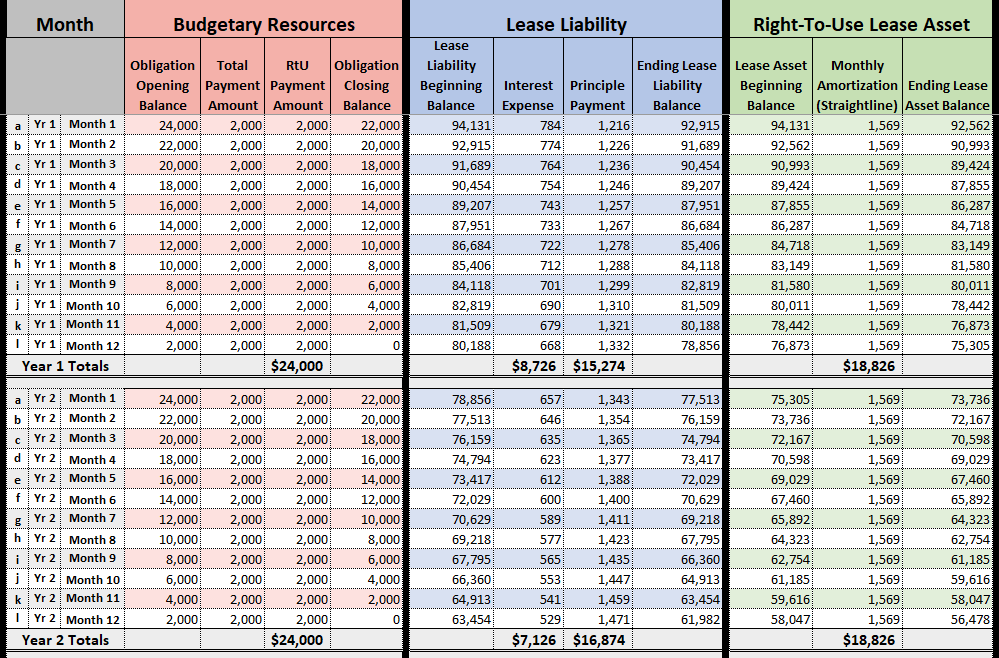 Month Budgetary Resources Lease Liability Right-To-Use Lease Asset
Obligation Opening Balance Total Payment Amount RtU Payment Amount Obligation Closing Balance Lease Liability Beginning Balance Interest Expense Principle Payment Ending Lease Liability Balance Lease Asset Beginning Balance Monthly Amortization (Straightline) Ending Lease Asset Balance
a Yr 1 Month 1 24,000 2,000 2,000 22,000 94,131 784 1,216 92,915 94,131 1,569 92,562
b Yr 1 Month 2 22,000 2,000 2,000 20,000 92,915 774 1,226 91,689 92,562 1,569 90,993
c Yr 1 Month 3 20,000 2,000 2,000 18,000 91,689 764 1,236 90,454 90,993 1,569 89,424
d Yr 1 Month 4 18,000 2,000 2,000 16,000 90,454 754 1,246 89,207 89,424 1,569 87,855
e Yr 1 Month 5 16,000 2,000 2,000 14,000 89,207 743 1,257 87,951 87,855 1,569 86,287
f Yr 1 Month 6 14,000 2,000 2,000 12,000 87,951 733 1,267 86,684 86,287 1,569 84,718
g Yr 1 Month 7 12,000 2,000 2,000 10,000 86,684 722 1,278 85,406 84,718 1,569 83,149
h Yr 1 Month 8 10,000 2,000 2,000 8,000 85,406 712 1,288 84,118 83,149 1,569 81,580
i Yr 1 Month 9 8,000 2,000 2,000 6,000 84,118 701 1,299 82,819 81,580 1,569 80,011
j Yr 1 Month 10 6,000 2,000 2,000 4,000 82,819 690 1,310 81,509 80,011 1,569 78,442
k Yr 1 Month 11 4,000 2,000 2,000 2,000 81,509 679 1,321 80,188 78,442 1,569 76,873
l Yr 1 Month 12 2,000 2,000 2,000 0 80,188 668 1,332 78,856 76,873 1,569 75,305
Year 1 Totals $24,000 $8,726 $15,274 $18,826
a Yr 2 Month 1 24,000 2,000 2,000 22,000 78,856 657 1,343 77,513 75,305 1,569 73,736
b Yr 2 Month 2 22,000 2,000 2,000 20,000 77,513 646 1,354 76,159 73,736 1,569 72,167
c Yr 2 Month 3 20,000 2,000 2,000 18,000 76,159 635 1,365 74,794 72,167 1,569 70,598
d Yr 2 Month 4 18,000 2,000 2,000 16,000 74,794 623 1,377 73,417 70,598 1,569 69,029
e Yr 2 Month 5 16,000 2,000 2,000 14,000 73,417 612 1,388 72,029 69,029 1,569 67,460
f Yr 2 Month 6 14,000 2,000 2,000 12,000 72,029 600 1,400 70,629 67,460 1,569 65,892
g Yr 2 Month 7 12,000 2,000 2,000 10,000 70,629 589 1,411 69,218 65,892 1,569 64,323
h Yr 2 Month 8 10,000 2,000 2,000 8,000 69,218 577 1,423 67,795 64,323 1,569 62,754
i Yr 2 Month 9 8,000 2,000 2,000 6,000 67,795 565 1,435 66,360 62,754 1,569 61,185
j Yr 2 Month 10 6,000 2,000 2,000 4,000 66,360 553 1,447 64,913 61,185 1,569 59,616
k Yr 2 Month 11 4,000 2,000 2,000 2,000 64,913 541 1,459 63,454 59,616 1,569 58,047
l Yr 2 Month 12 2,000 2,000 2,000 0 63,454 529 1,471 61,982 58,047 1,569 56,478
Year 2 Totals $24,000 $7,126 $16,874 $18,826